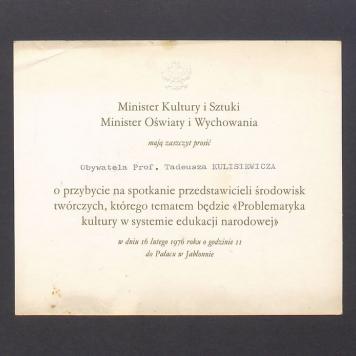 Minister Kultury i Sztuki
Minister Oświaty i Wychowania
mają zaszczyt prosić
Obywatela Prof. Tadeusza KULISIEWICZA
o przybycie na spotkanie przedstawicieli środowisk
twórczych, którego tematem będzie «Problematyka
kultury w systemie edukacji narodowej»
w dniu 16 lutego 1976 roku o godzinie 11
do Pałacu w Jabłonnie